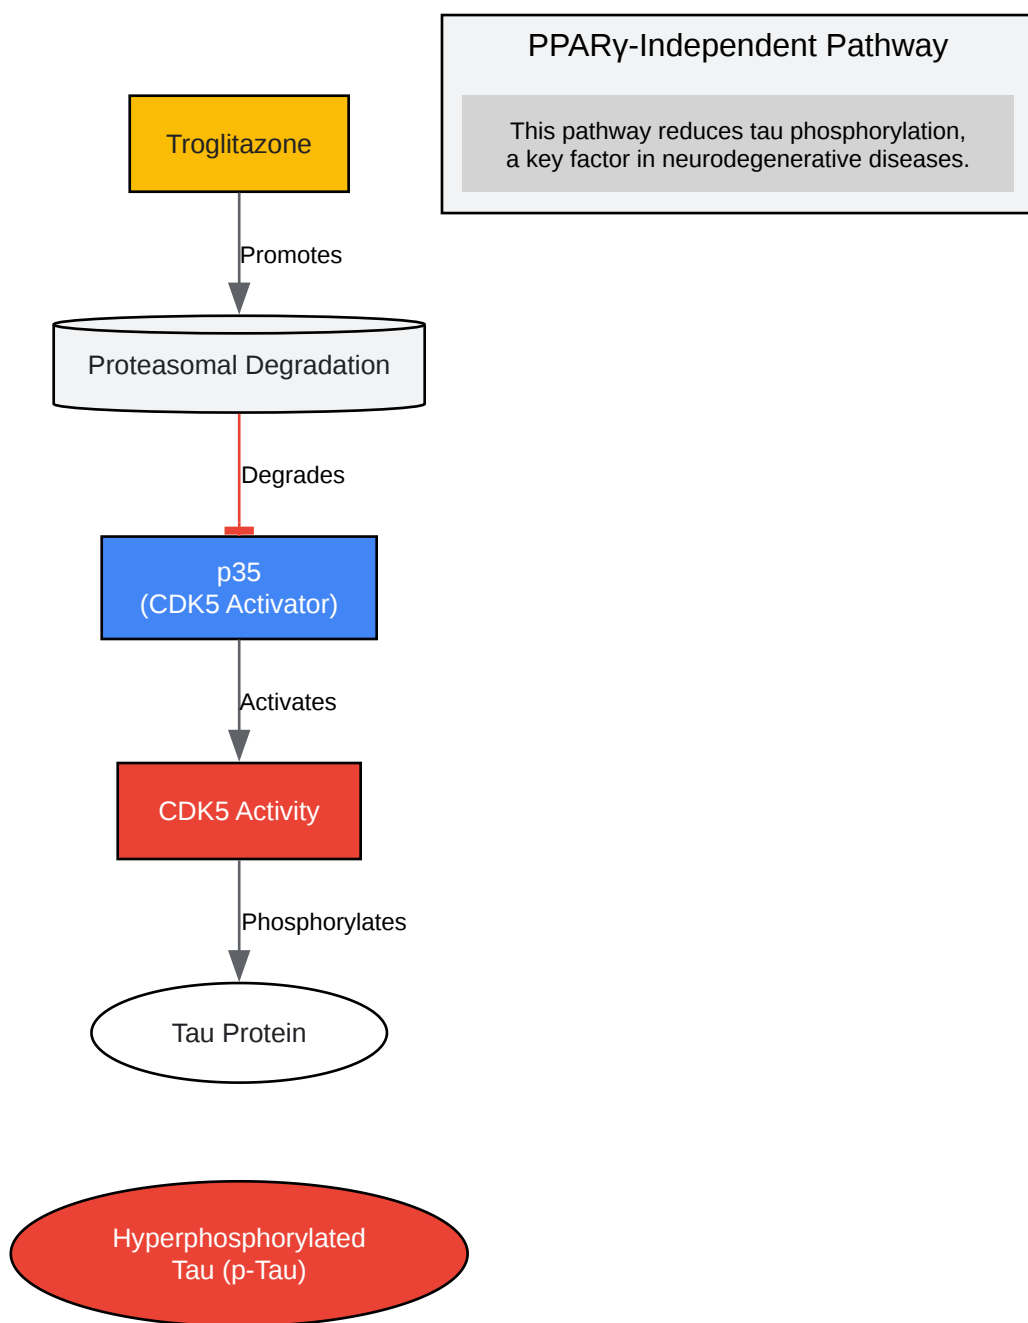 PPARγ-Independent Pathway
This pathway reduces tau phosphorylation,
a key factor in neurodegenerative diseases.
Troglitazone
Promotes
Proteasomal Degradation
Degrades
p35
(CDK5 Activator)
Activates
CDK5 Activity
Phosphorylates
Tau Protein
Hyperphosphorylated
Tau (p-Tau)